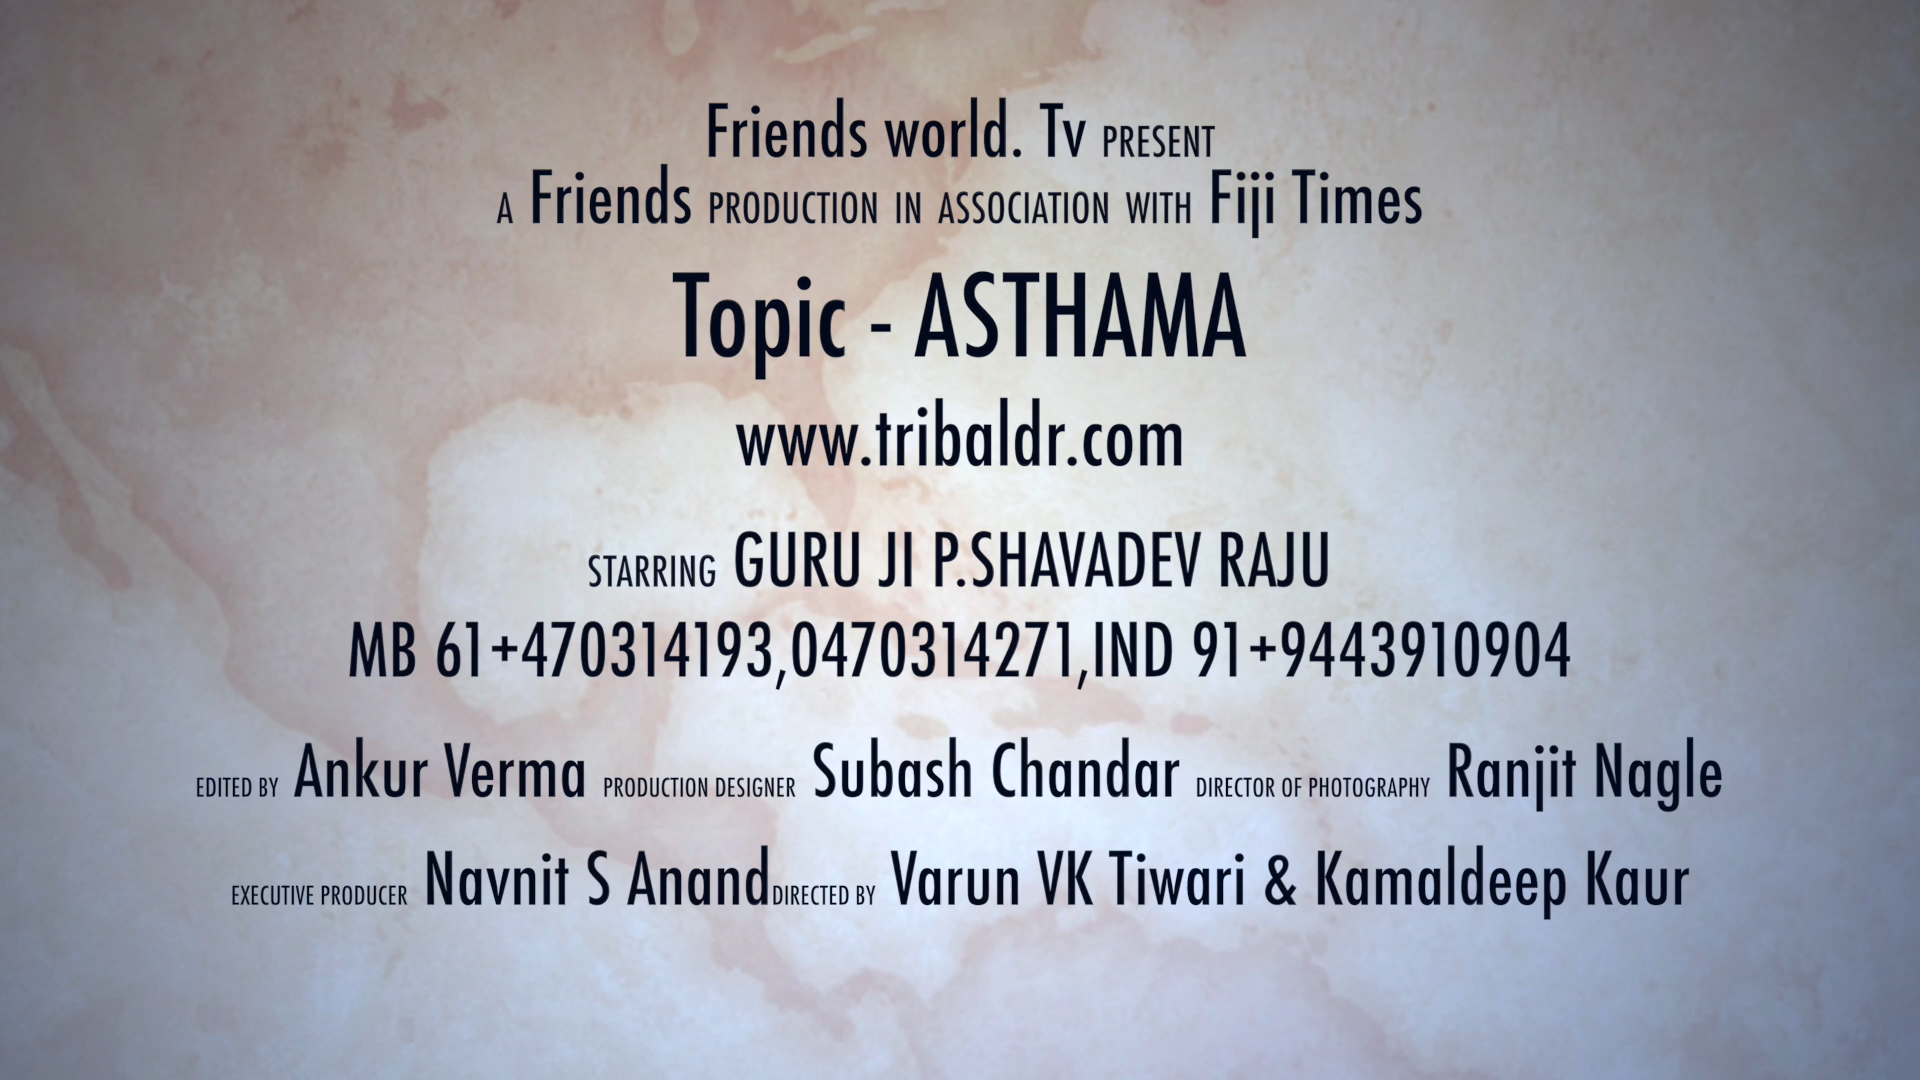 Friends world. Tv PRESENT
A Friends PRODUCTION IN ASSOCIATION WITH Fiji Times
Topic - ASTHAMA
www.tribaldr.com
STARRING GURU JI P.SHAVADEV RAJU
MB 61+470314193,0470314271,IND 91+9443910904
EDITED BY Ankur Verma PRODUCTION DESIGNER Subash Chandar DIRECTOR OF PHOTOGRAPHY Ranjit Nagle
EXECUTIVE PRODUCER Navnit S Anand DIRECTED BY Varun VK Tiwari & Kamaldeep Kaur